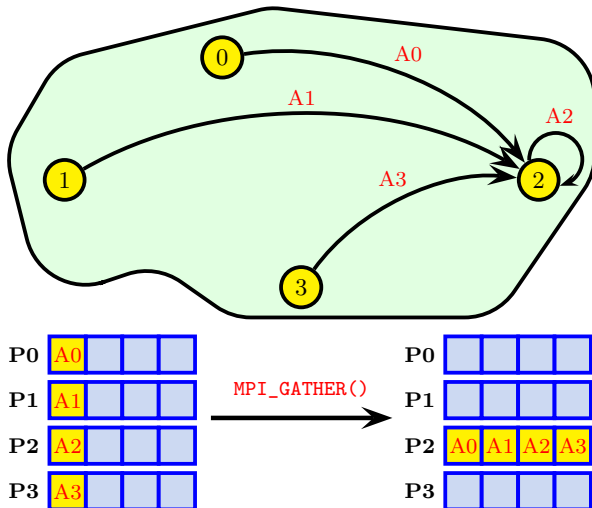 0
A0
A1
A2
1
A3
2
3
P0 A0
P1 A1
P2 A2
P3 A3
MPI_GATHER()
P0
P1
P2 A0 A1 A2 A3
P3